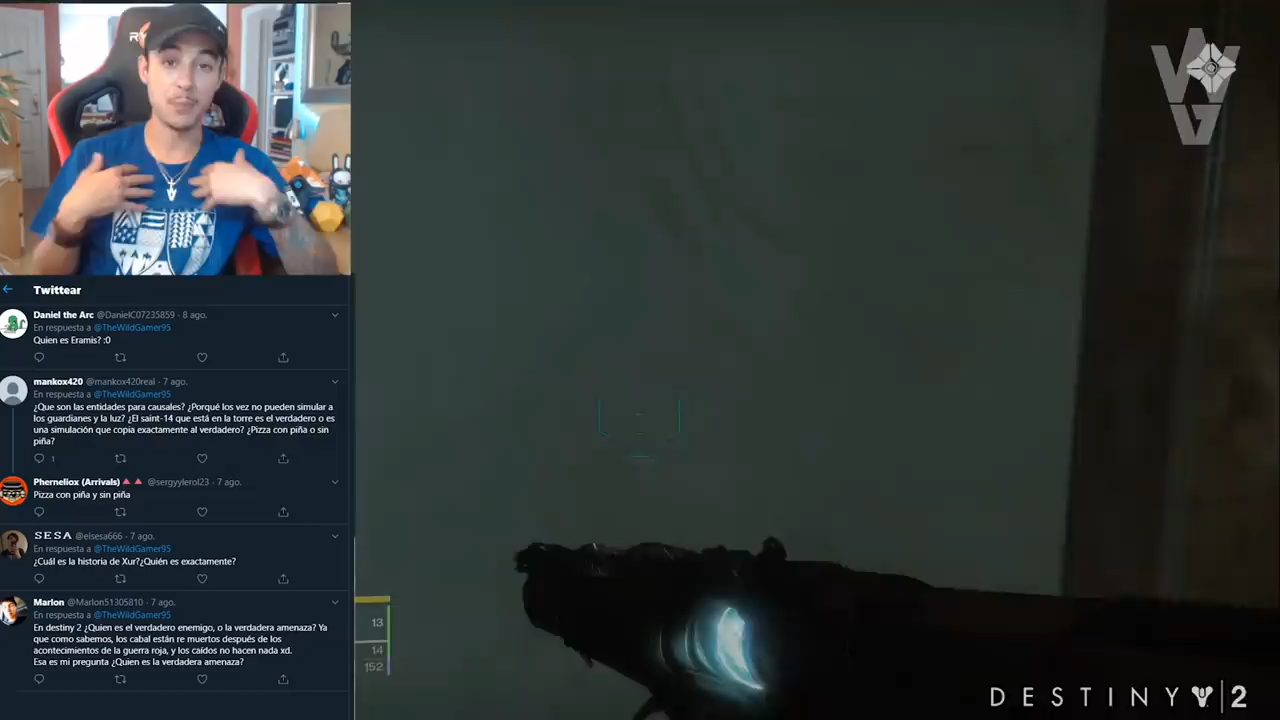 Twittear
Daniel the Arc @DanielC07235859 · 8 ago.
En respuesta a @TheWildGamer95
Quien es Eramis? :0
mankox420 @mankox420real · 7 ago.
En respuesta a @TheWildGamer95
¿Que son las entidades para causales? ¿Porqué los vez no pueden simular a
los guardianes y la luz? ¿El saint-14 que está en la torre es el verdadero o es
una simulación que copia exactamente al verdadero? ¿Pizza con piña o sin
piña?
1
Pherneliox (Arrivals) @sergyylerol23 · 7 ago.
Pizza con piña y sin piña
SESA @elsesa666 · 7 ago.
En respuesta a @TheWildGamer95
¿Cuál es la historia de Xur?¿Quién es exactamente?
Marlon @Marlon51305810 · 7 ago.
En respuesta a @TheWildGamer95
En destiny 2 ¿Quien es el verdadero enemigo, o la verdadera amenaza? Ya
que como sabemos, los cabal están re muertos después de los
acontecimientos de la guerra roja, y los caídos no hacen nada xd.
Esa es mi pregunta ¿Quien es la verdadera amenaza?
13
14
152
WG
DESTINY 2